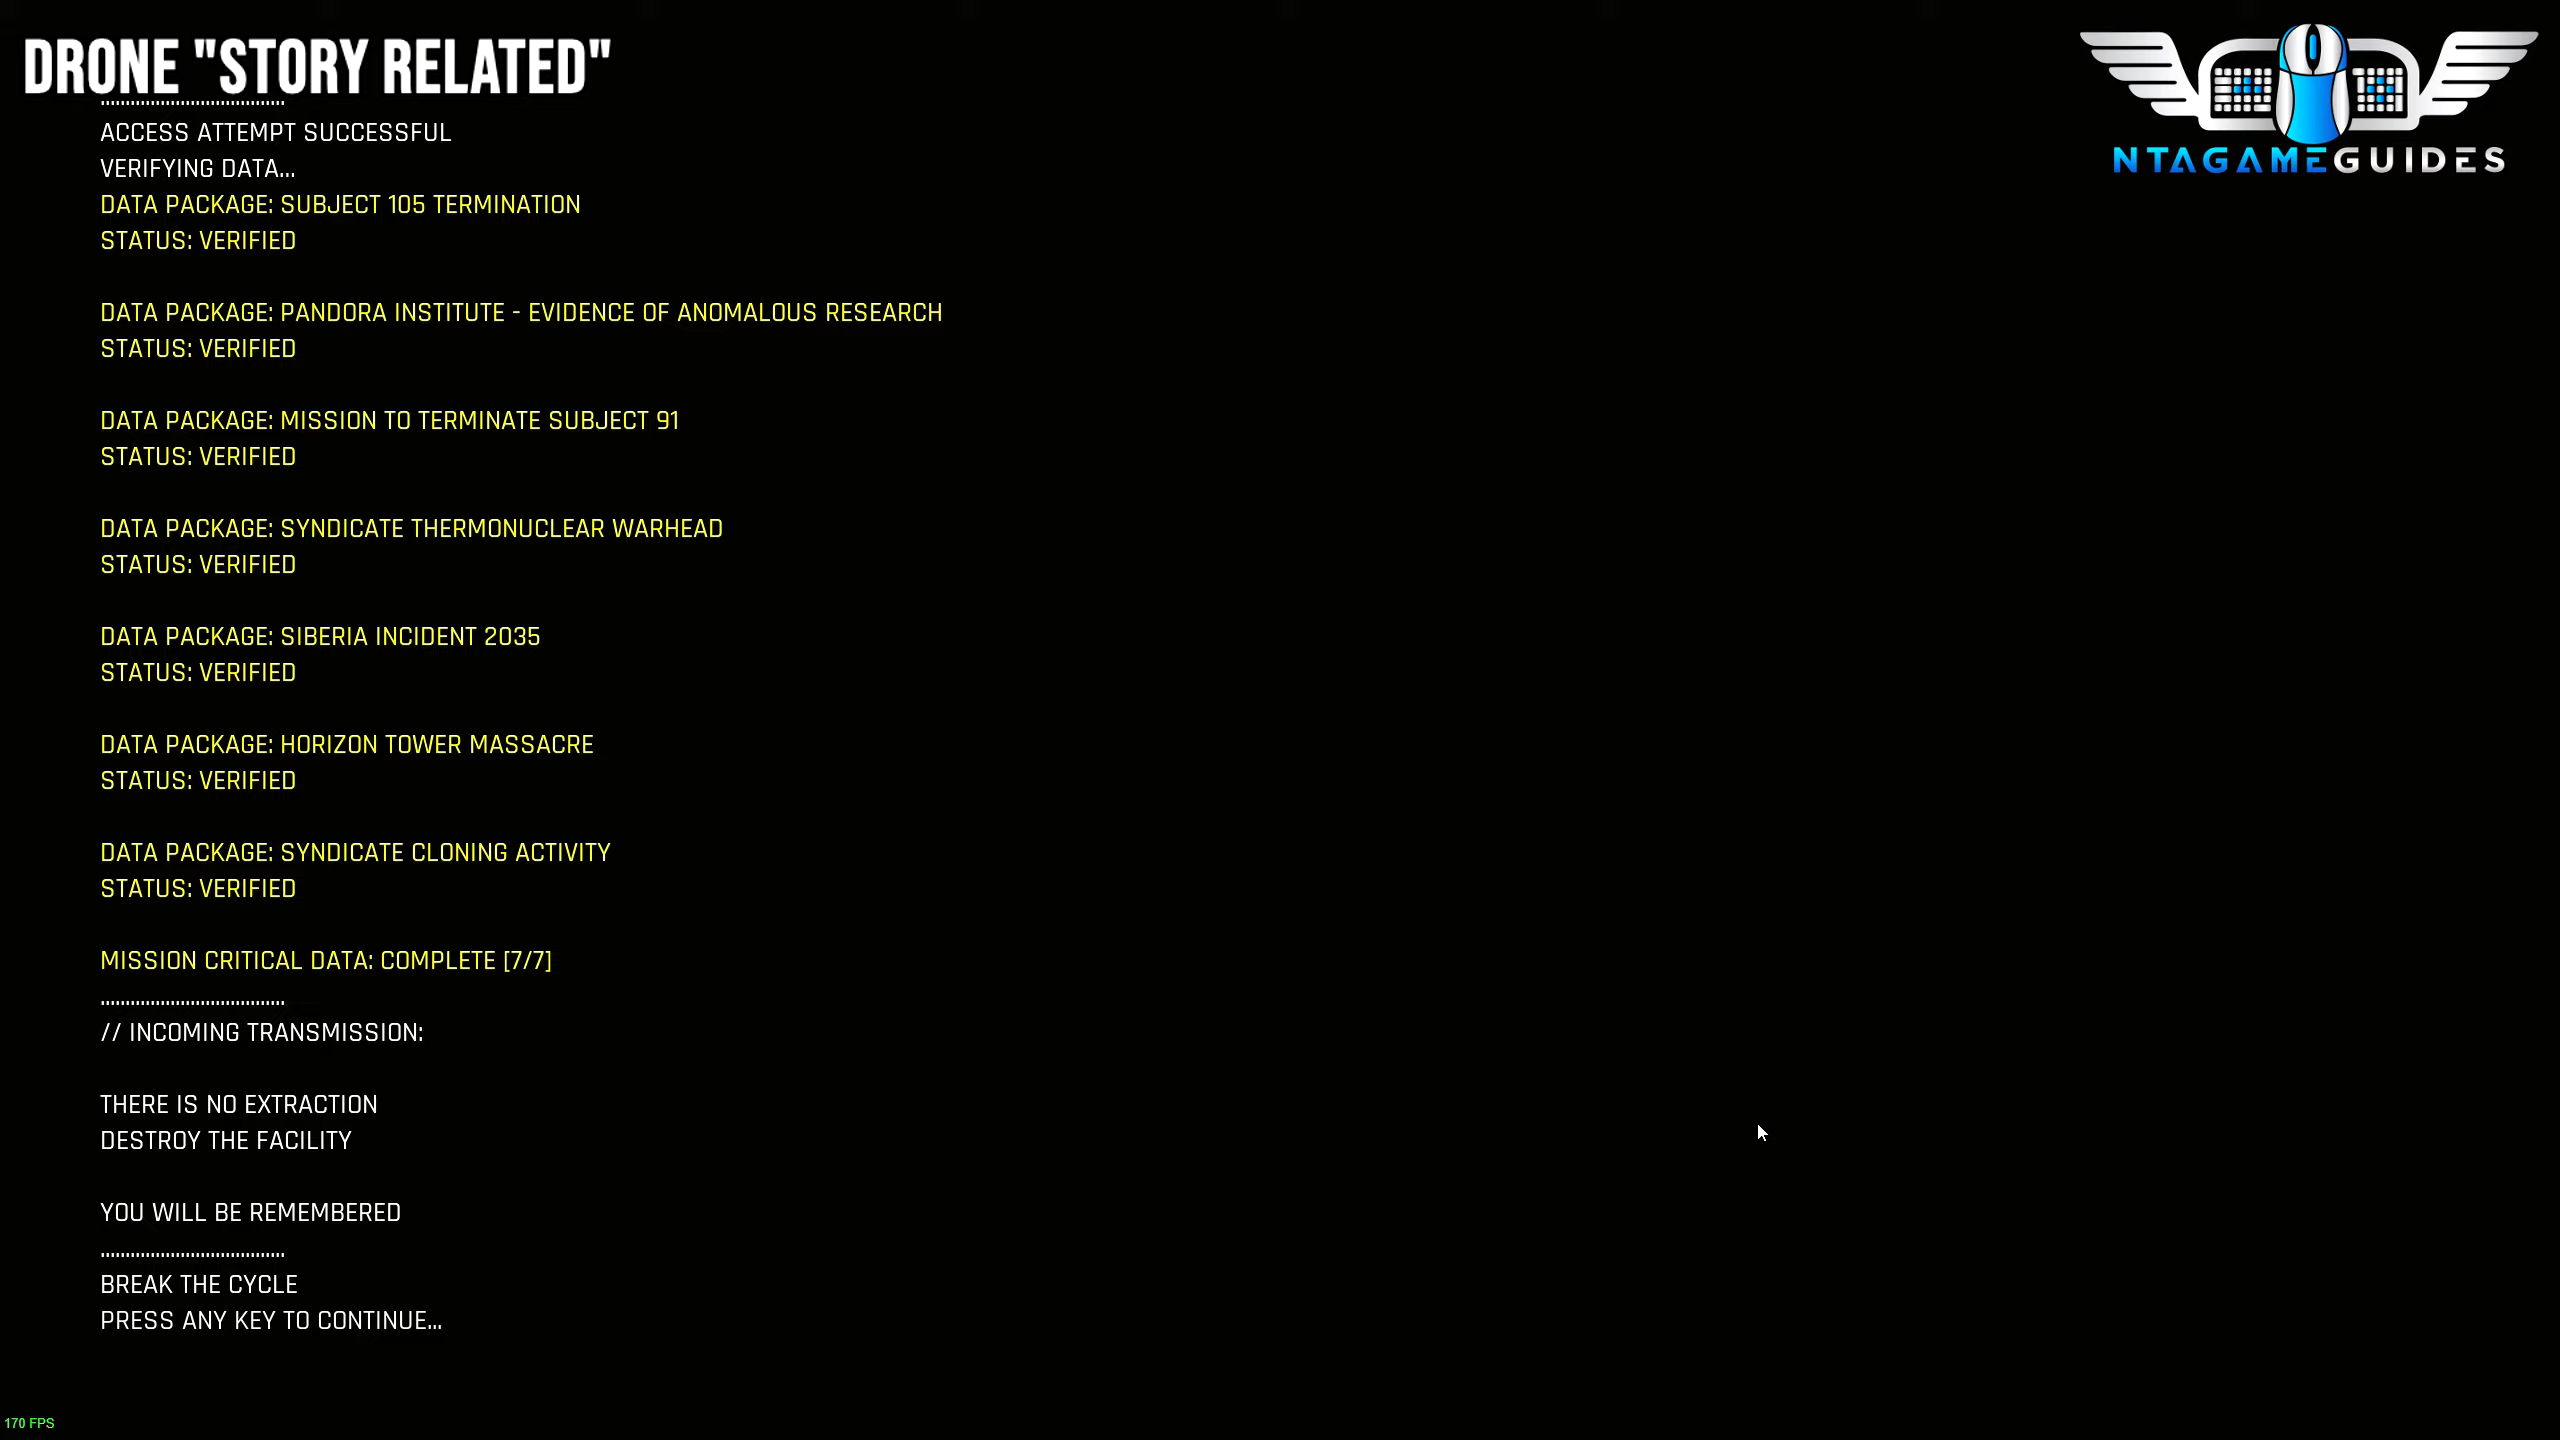 DRONE "STORY RELATED"
NTAGAMEGUIDES
.....................................
ACCESS ATTEMPT SUCCESSFUL
VERIFYING DATA...
DATA PACKAGE: SUBJECT 105 TERMINATION
STATUS: VERIFIED
DATA PACKAGE: PANDORA INSTITUTE - EVIDENCE OF ANOMALOUS RESEARCH
STATUS: VERIFIED
DATA PACKAGE: MISSION TO TERMINATE SUBJECT 91
STATUS: VERIFIED
DATA PACKAGE: SYNDICATE THERMONUCLEAR WARHEAD
STATUS: VERIFIED
DATA PACKAGE: SIBERIA INCIDENT 2035
STATUS: VERIFIED
DATA PACKAGE: HORIZON TOWER MASSACRE
STATUS: VERIFIED
DATA PACKAGE: SYNDICATE CLONING ACTIVITY
STATUS: VERIFIED
MISSION CRITICAL DATA: COMPLETE [7/7]
.....................................
// INCOMING TRANSMISSION:
THERE IS NO EXTRACTION
DESTROY THE FACILITY
YOU WILL BE REMEMBERED
.....................................
BREAK THE CYCLE
PRESS ANY KEY TO CONTINUE...
170 FPS